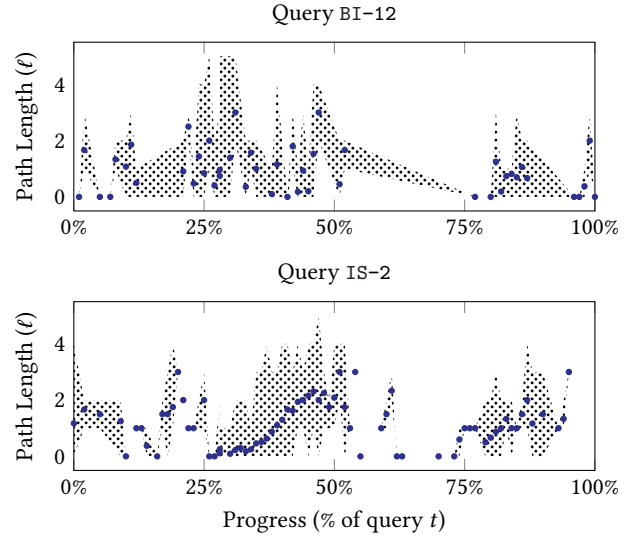 Query BI-12
Path Length (ℓ)
4
2
0
0% 25% 50% 75% 100%
Query IS-2
Path Length (ℓ)
4
2
0
0% 25% 50% 75% 100%
Progress (% of query t)